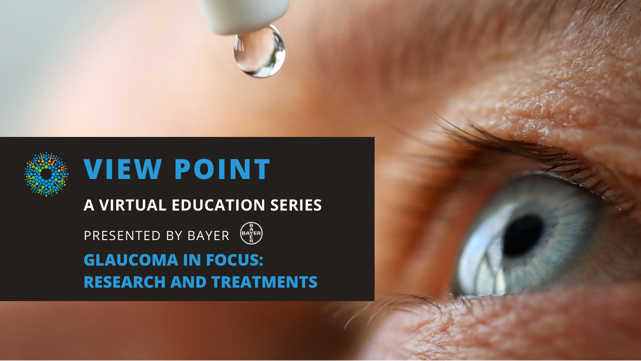 VIEW POINT
A VIRTUAL EDUCATION SERIES
PRESENTED BY BAYER BAYER
GLAUCOMA IN FOCUS:
RESEARCH AND TREATMENTS